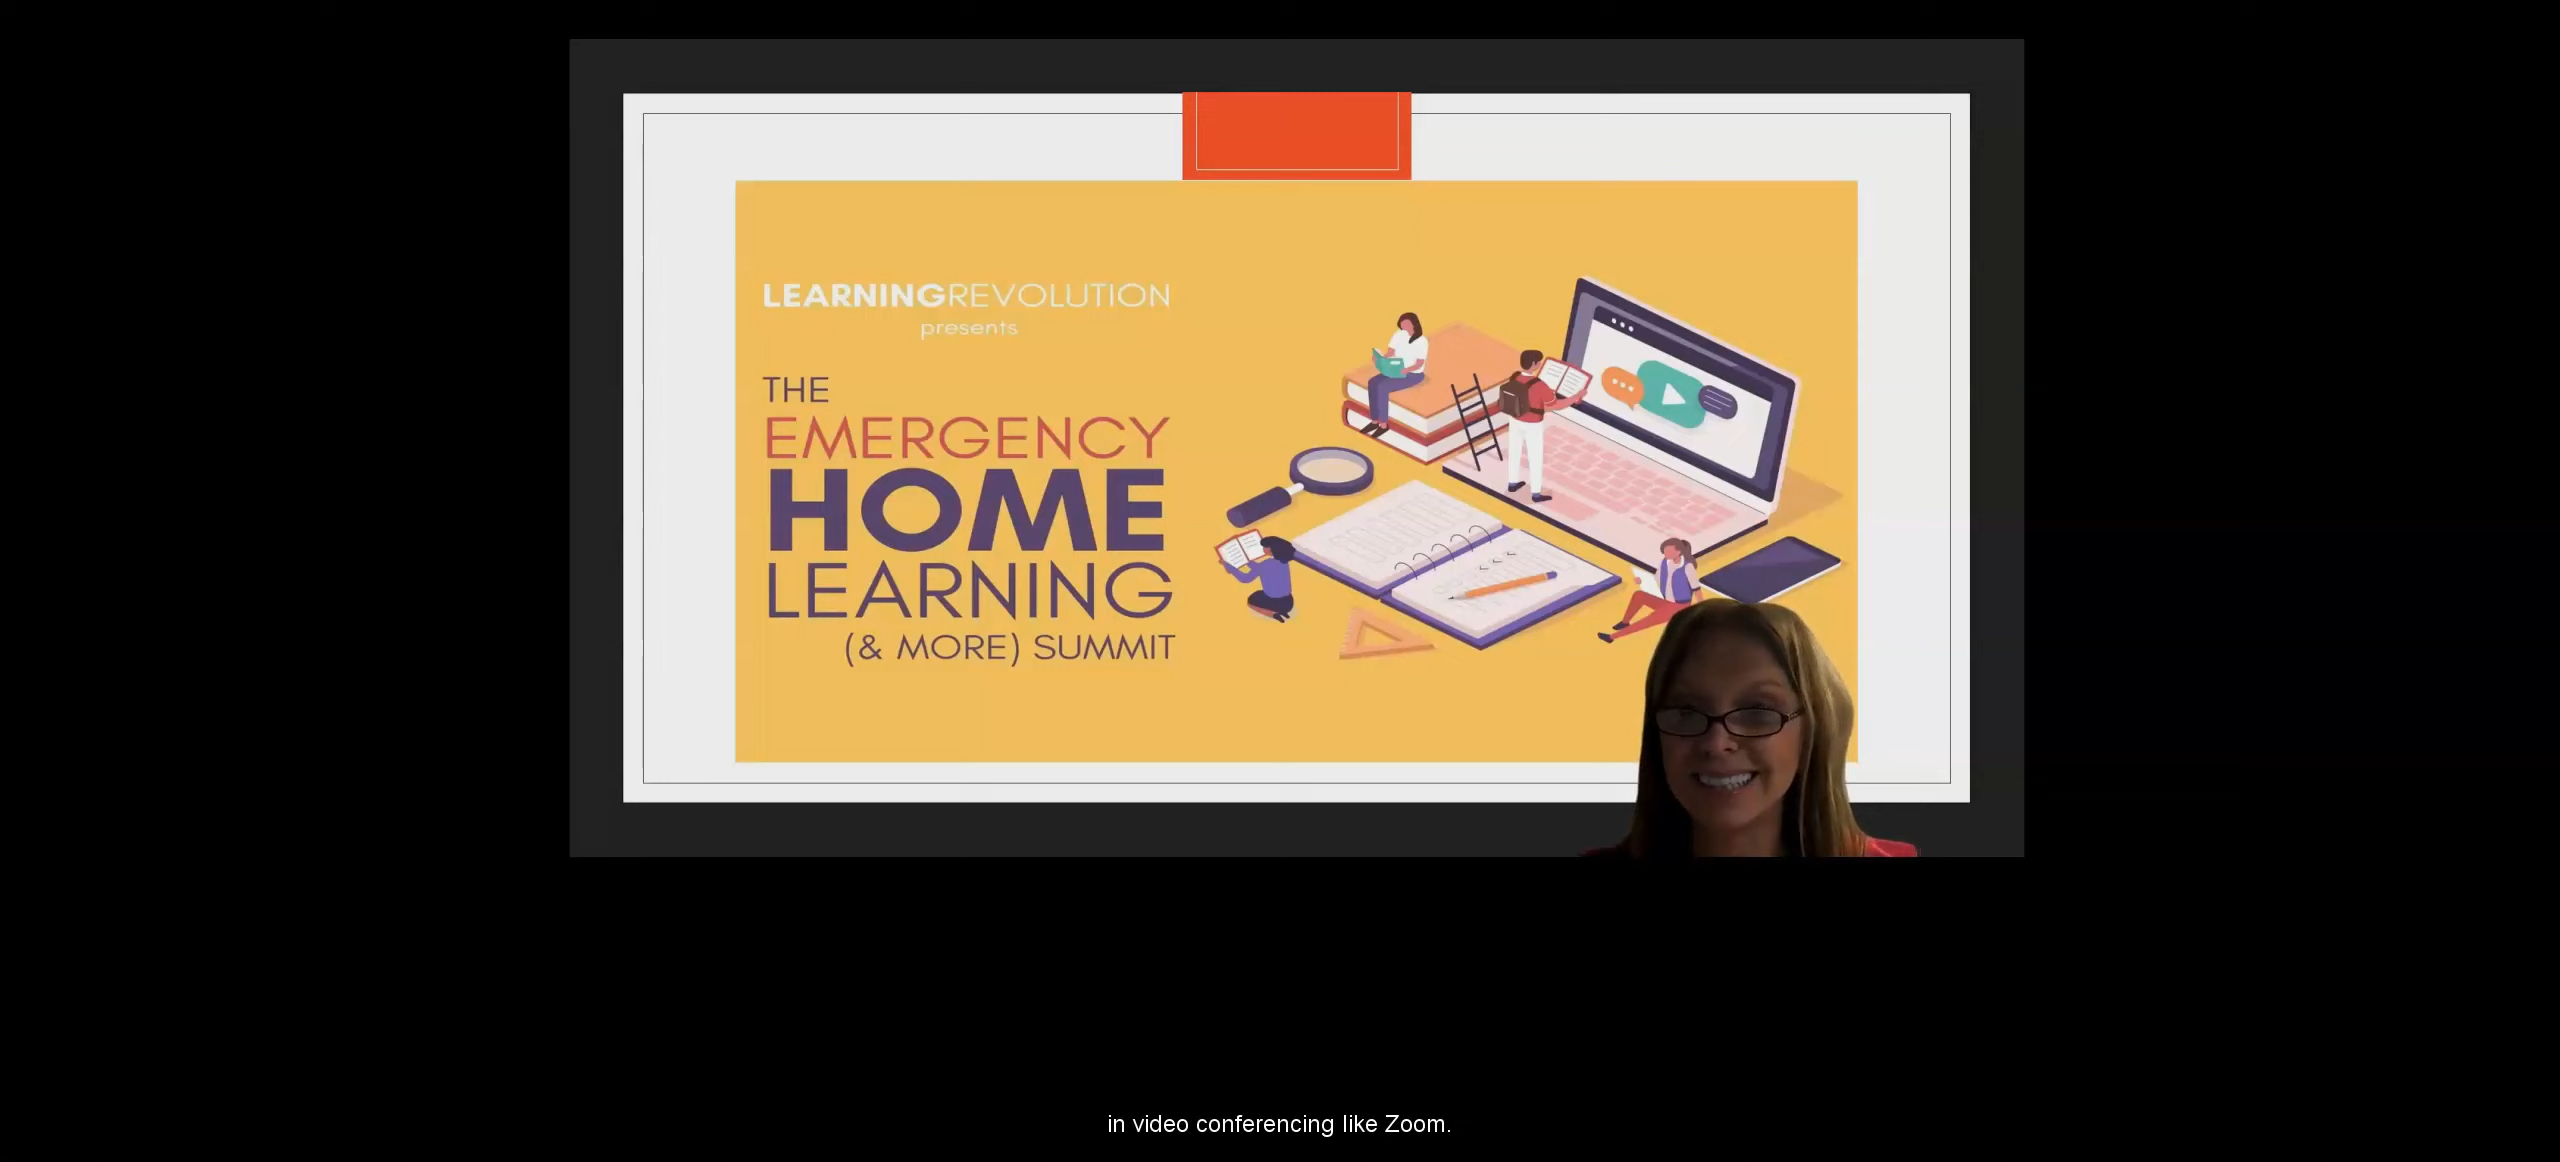 LEARNINGREVOLUTION
presents
THE
EMERGENCY
HOME
LEARNING
(& MORE) SUMMIT
in video conferencing like Zoom.